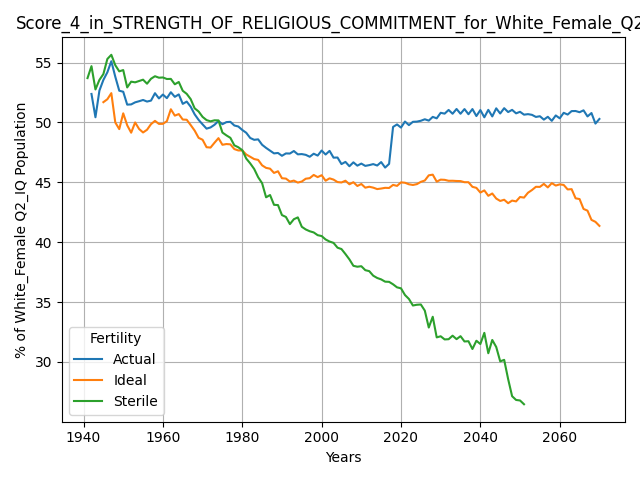 Score_4_in_STRENGTH_OF_RELIGIOUS_COMMITMENT_for_White_Female_Q2
% of White_Female Q2_IQ Population
55
50
45
40
35
30
Fertility
Actual
Ideal
Sterile
1940 1960 1980 2000 2020 2040 2060
Years